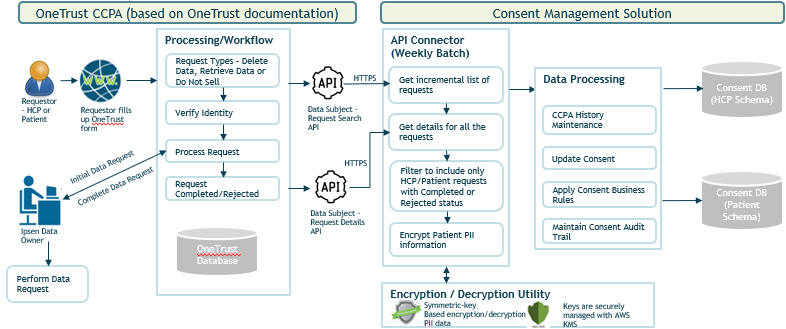 OneTrust CCPA (based on OneTrust documentation)
Consent Management Solution
Processing/Workflow
Request Types - Delete
Data, Retrieve Data or
Do Not Sell
Verify Identity
Process Request
Request
Completed/Rejected
OneTrust
Database
Requestor
- HCP or
Patient
WWW
Requestor fills
up OneTrust
form
Initial Data Request
Complete Data Request
Ipsen Data
Owner
Perform Data
Request
API
HTTPS
Data Subject -
Request Search
API
HTTPS
API
Data Subject -
Request Details
API
API Connector
(Weekly Batch)
Get incremental list of
requests
Get details for all the
requests
Filter to include only
HCP/Patient requests
with Completed or
Rejected status
Encrypt Patient PII
information
Data Processing
CCPA History
Maintenance
Update Consent
Apply Consent Business
Rules
Maintain Consent Audit
Trail
Consent DB
(HCP Schema)
Consent DB
(Patient
Schema)
Encryption / Decryption Utility
Symmetric-key
Based encryption/decryption
PII data
Keys are securely
managed with AWS
KMS